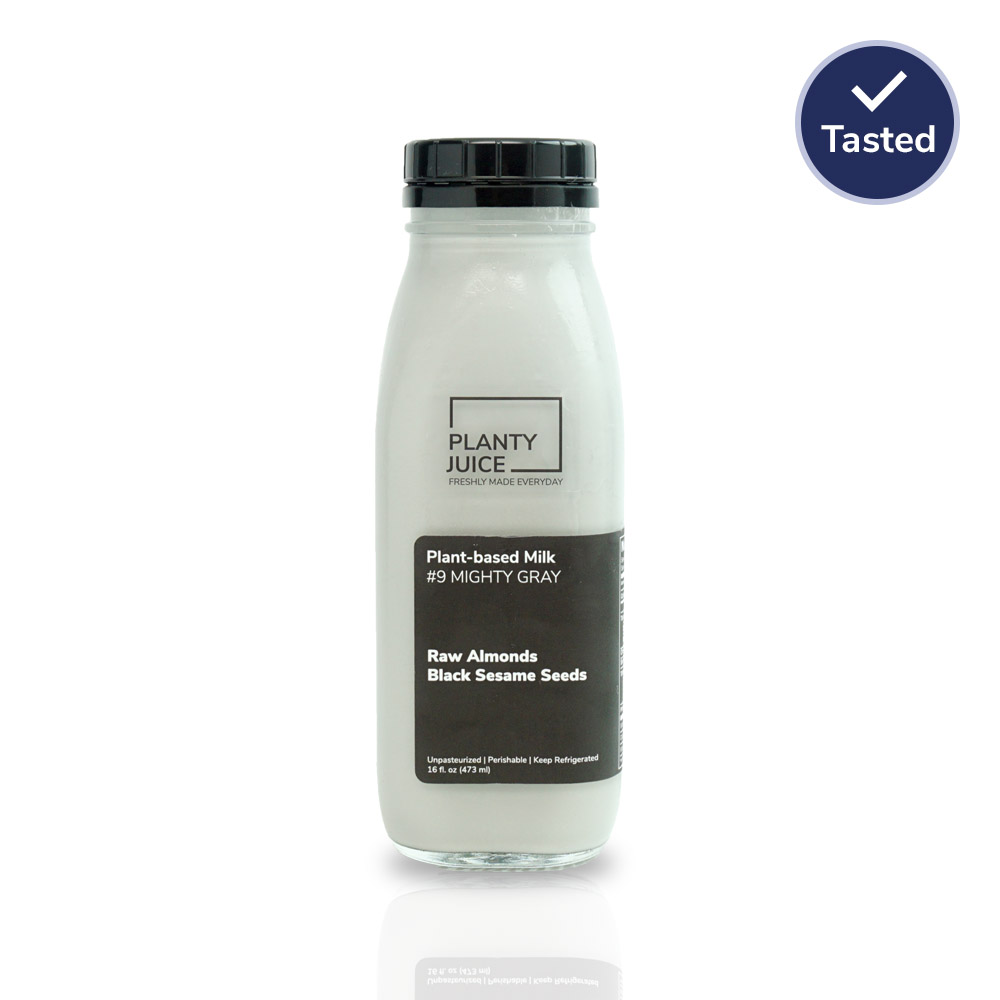 Tasted
PLANTY
JUICE
FRESHLY MADE EVERYDAY
Plant-based Milk
#9 MIGHTY GRAY
Raw Almonds
Black Sesame Seeds
Unpasteurized | Perishable | Keep Refrigerated
16 fl. oz (473 ml)